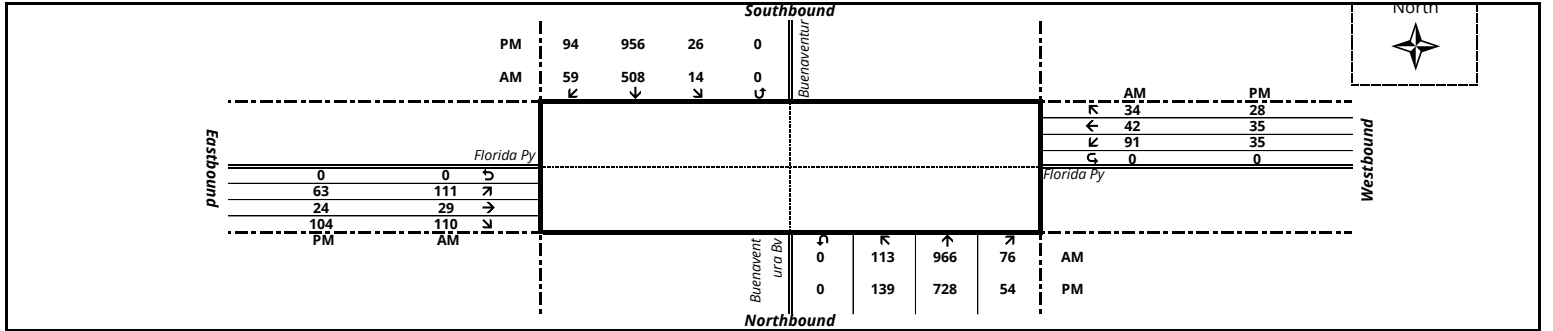 Southbound
North
PM 94 956 26 0
AM 59 508 14 0
Buenaventur
AM PM
34 28
42 35
91 35
0 0
Eastbound
Westbound
Florida Py
Florida Py
0 0
63 111
24 29
104 110
PM AM
Buenavent
ura Bv
0 113 966 76 AM
0 139 728 54 PM
Northbound